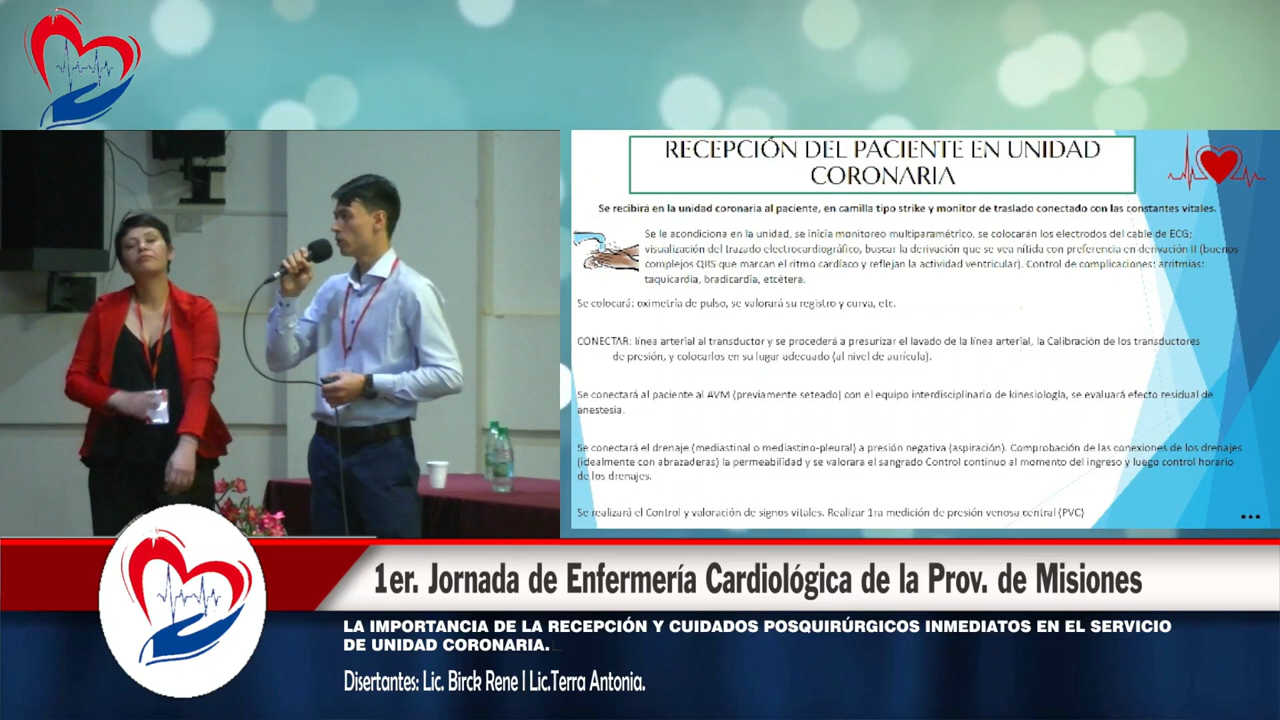 RECEPCIÓN DEL PACIENTE EN UNIDAD
CORONARIA
Se recibirá en la unidad coronaria al paciente, en camilla tipo strike y monitor de traslado conectado con las constantes vitales.
Se le acondiciona en la unidad, se inicia monitoreo multiparamétrico, se colocarán los electrodos del cable de ECG;
visualización del trazado electrocardiográfico, buscar la derivación que se vea nítida con preferencia en derivación II (buenos
complejos QRS que marcan el ritmo cardíaco y reflejan la actividad ventricular). Control de complicaciones: arritmias:
taquicardia, bradicardia, etcétera.
Se colocará: oximetría de pulso, se valorará su registro y curva, etc.
CONECTAR: línea arterial al transductor y se procederá a presurizar el lavado de la línea arterial, la Calibración de los transductores
de presión, y colocarlos en su lugar adecuado (al nivel de aurícula).
Se conectará al paciente al AVM (previamente seteado) con el equipo interdisciplinario de kinesiología, se evaluará efecto residual de
anestesia.
Se conectará el drenaje (mediastinal o mediastino-pleural) a presión negativa (aspiración). Comprobación de las conexiones de los drenajes
(idealmente con abrazaderas) la permeabilidad y se valorara el sangrado Control continuo al momento del ingreso y luego control horario
de los drenajes.
Se realizará el Control y valoración de signos vitales. Realizar 1ra medición de presión venosa central (PVC)
1er. Jornada de Enfermería Cardiológica de la Prov. de Misiones
LA IMPORTANCIA DE LA RECEPCIÓN Y CUIDADOS POSQUIRÚRGICOS INMEDIATOS EN EL SERVICIO
DE UNIDAD CORONARIA.
Disertantes: Lic. Birck Rene l Lic.Terra Antonia.